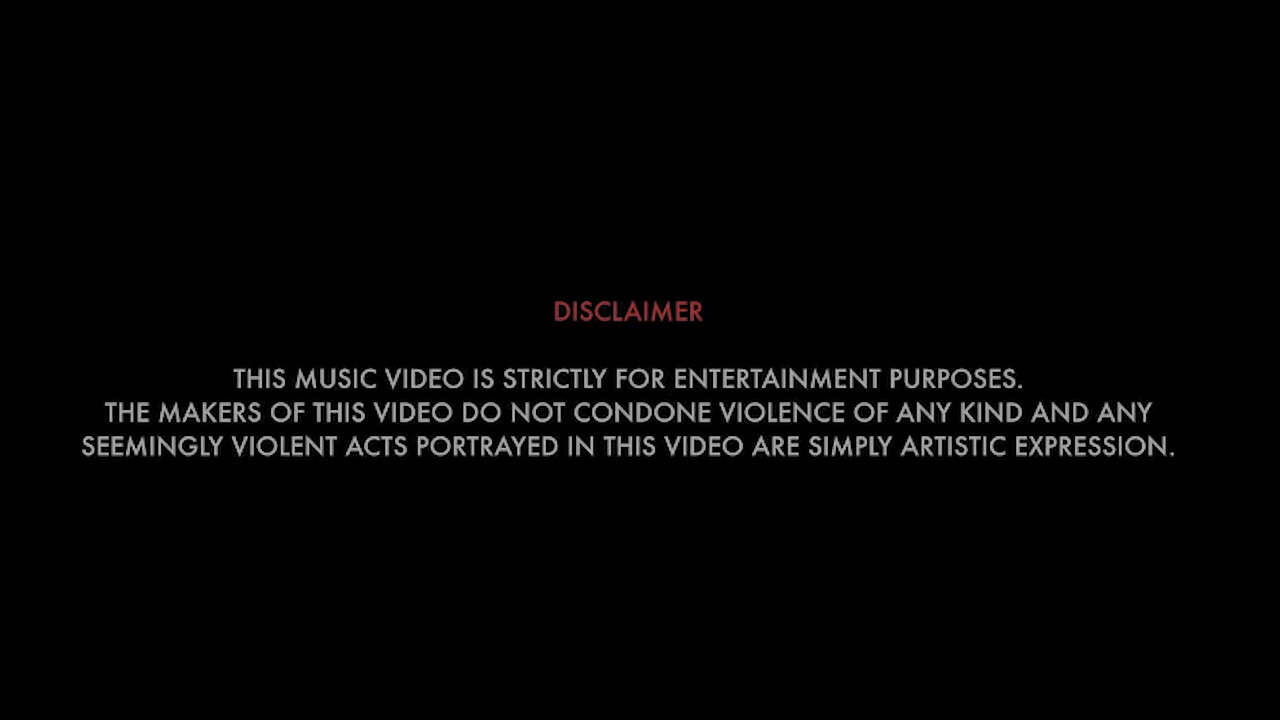 DISCLAIMER
THIS MUSIC VIDEO IS STRICTLY FOR ENTERTAINMENT PURPOSES.
THE MAKERS OF THIS VIDEO DO NOT CONDONE VIOLENCE OF ANY KIND AND ANY
SEEMINGLY VIOLENT ACTS PORTRAYED IN THIS VIDEO ARE SIMPLY ARTISTIC EXPRESSION.